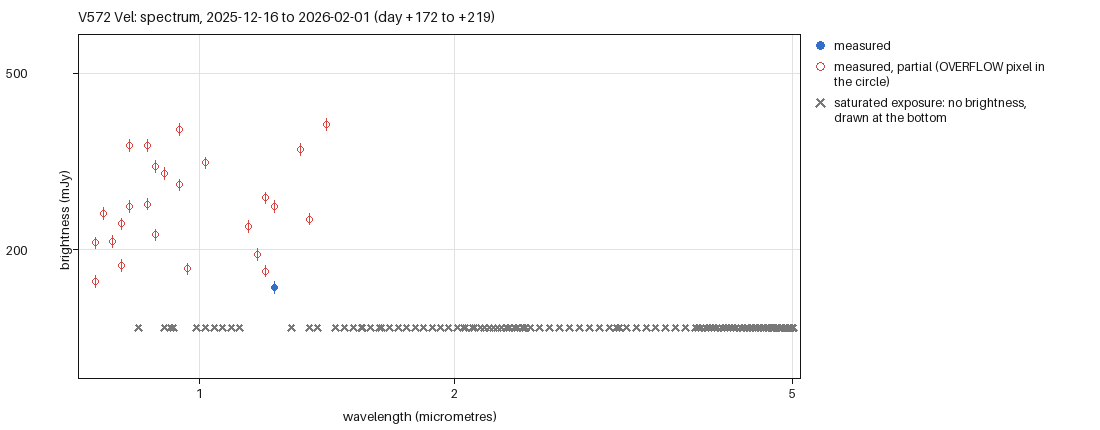 V572 Vel: spectrum, 2025-12-16 to 2026-02-01 (day +172 to +219)
measured
measured, partial (OVERFLOW pixel in
the circle)
saturated exposure: no brightness,
drawn at the bottom
500
200
brightness (mJy)
1
2
5
wavelength (micrometres)